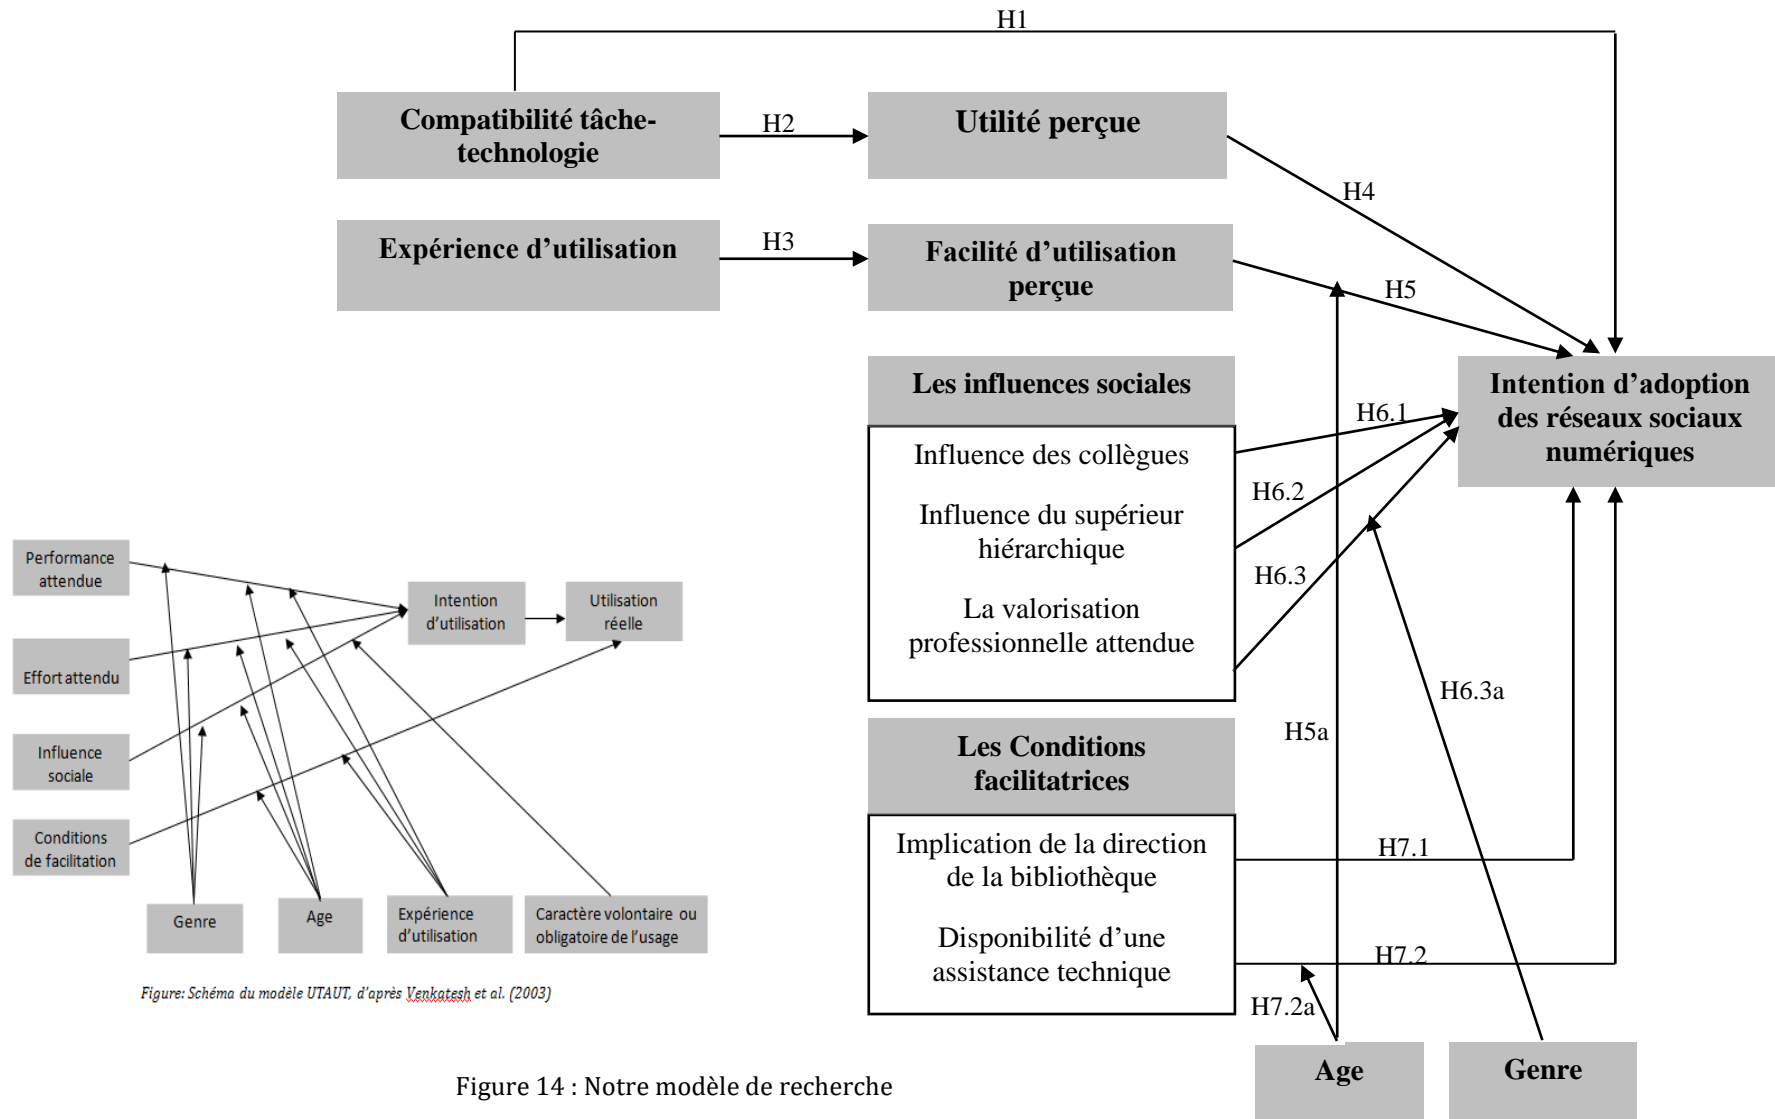 H1
Compatibilité tâche-
technologie
H2
Utilité perçue
H4
Expérience d’utilisation
H3
Facilité d’utilisation
perçue
H5
Les influences sociales
Influence des collègues
Influence du supérieur
hiérarchique
La valorisation
professionnelle attendue
H6.1
H6.2
H6.3
Intention d’adoption
des réseaux sociaux
numériques
H6.3a
H5a
Les Conditions
facilitatrices
Implication de la direction
de la bibliothèque
Disponibilité d’une
assistance technique
H7.1
H7.2
H7.2a
Age
Genre
Performance
attendue
Effort attendu
Influence
sociale
Conditions
de facilitation
Intention
d’utilisation
Utilisation
réelle
Genre
Age
Expérience
d’utilisation
Caractère volontaire ou
obligatoire de l’usage
Figure: Schéma du modèle UTAUT, d’après Venkatesh et al. (2003)
Figure 14 : Notre modèle de recherche